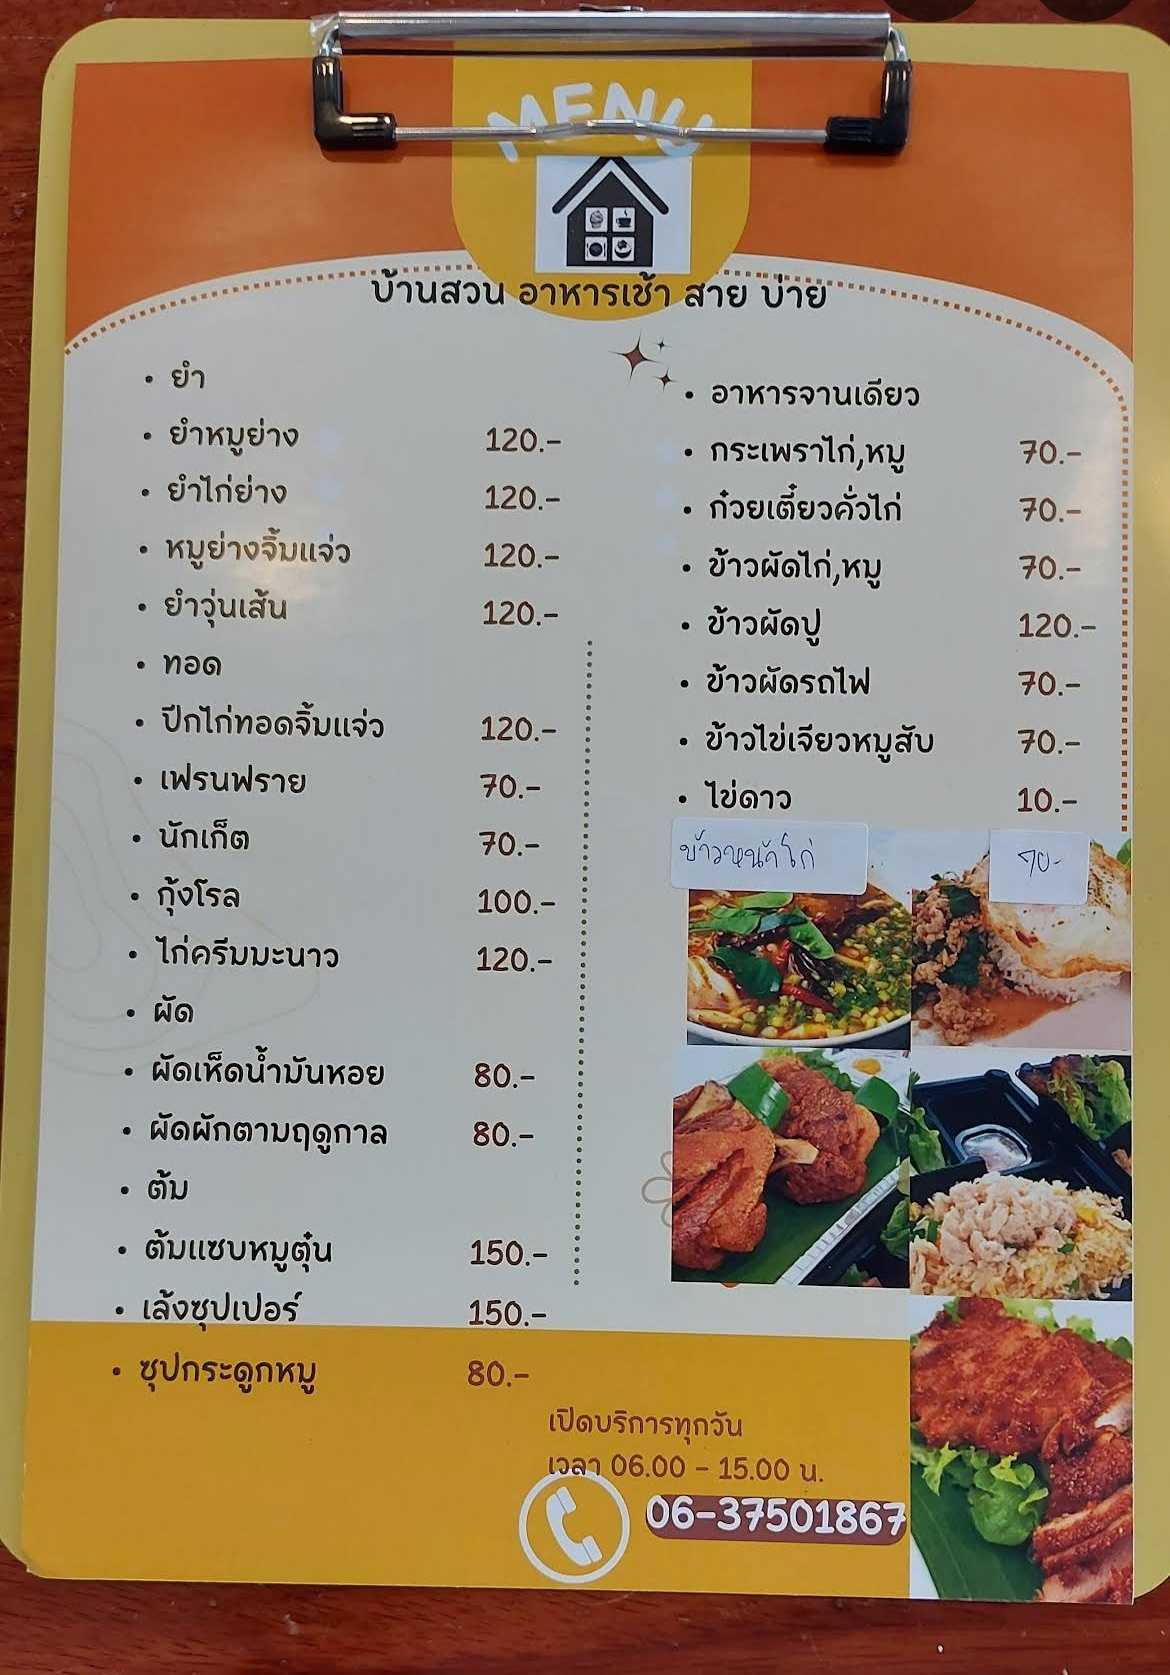 MENU
บ้านสวน อาหารเช้า สาย บ่าย
• ยำ
• ยำหมูย่าง 120.-
• ยำไก่ย่าง 120.-
• หมูย่างจิ้มแจ่ว 120.-
• ยำวุ่นเส้น 120.-
• ทอด
• ปีกไก่ทอดจิ้มแจ่ว 120.-
• เฟรนฟราย 70.-
• นักเก็ต 70.-
• กุ้งโรล 100.-
• ไก่ครีมมะนาว 120.-
• ผัด
• ผัดเห็ดน้ำมันหอย 80.-
• ผัดผักตามฤดูกาล 80.-
• ต้ม
• ต้มแซบหมูตุ๋น 150.-
• เล้งซุปเปอร์ 150.-
• ซุปกระดูกหมู 80.-
• อาหารจานเดียว
• กระเพราไก่,หมู 70.-
• ก๋วยเตี๋ยวคั่วไก่ 70.-
• ข้าวผัดไก่,หมู 70.-
• ข้าวผัดปู 120.-
• ข้าวผัดรถไฟ 70.-
• ข้าวไข่เจียวหมูสับ 70.-
• ไข่ดาว 10.-
ข้าวหน้าไก่ 70-
เปิดบริการทุกวัน
เวลา 06.00 - 15.00 น.
06-37501867